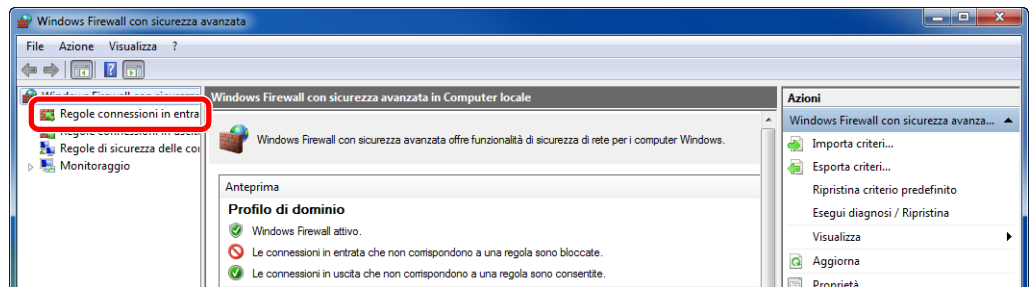 Windows Firewall con sicurezza avanzata
File Azione Visualizza ?
Regole connessioni in entra
Regole di sicurezza delle co
Monitoraggio
Windows Firewall con sicurezza avanzata in Computer locale
Windows Firewall con sicurezza avanzata offre funzionalità di sicurezza di rete per i computer Windows.
Anteprima
Profilo di dominio
Windows Firewall attivo.
Le connessioni in entrata che non corrispondono a una regola sono bloccate.
Le connessioni in uscita che non corrispondono a una regola sono consentite.
Azioni
Windows Firewall con sicurezza avanza...
Importa criteri...
Esporta criteri...
Ripristina criterio predefinito
Esegui diagnosi / Ripristina
Visualizza
Aggiorna
Proprietà